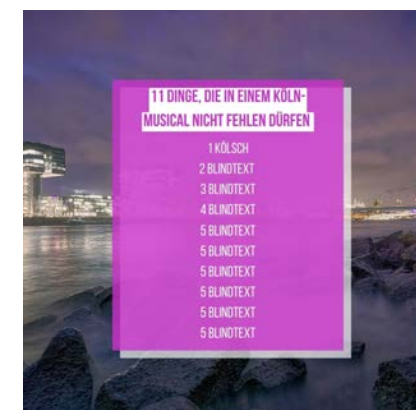 11 DINGE, DIE IN EINEM KÖLN-
MUSICAL NICHT FEHLEN DÜRFEN
1 KÖLSCH
2 BLINDTEXT
3 BLINDTEXT
4 BLINDTEXT
5 BLINDTEXT
5 BLINDTEXT
5 BLINDTEXT
5 BLINDTEXT
5 BLINDTEXT
5 BLINDTEXT